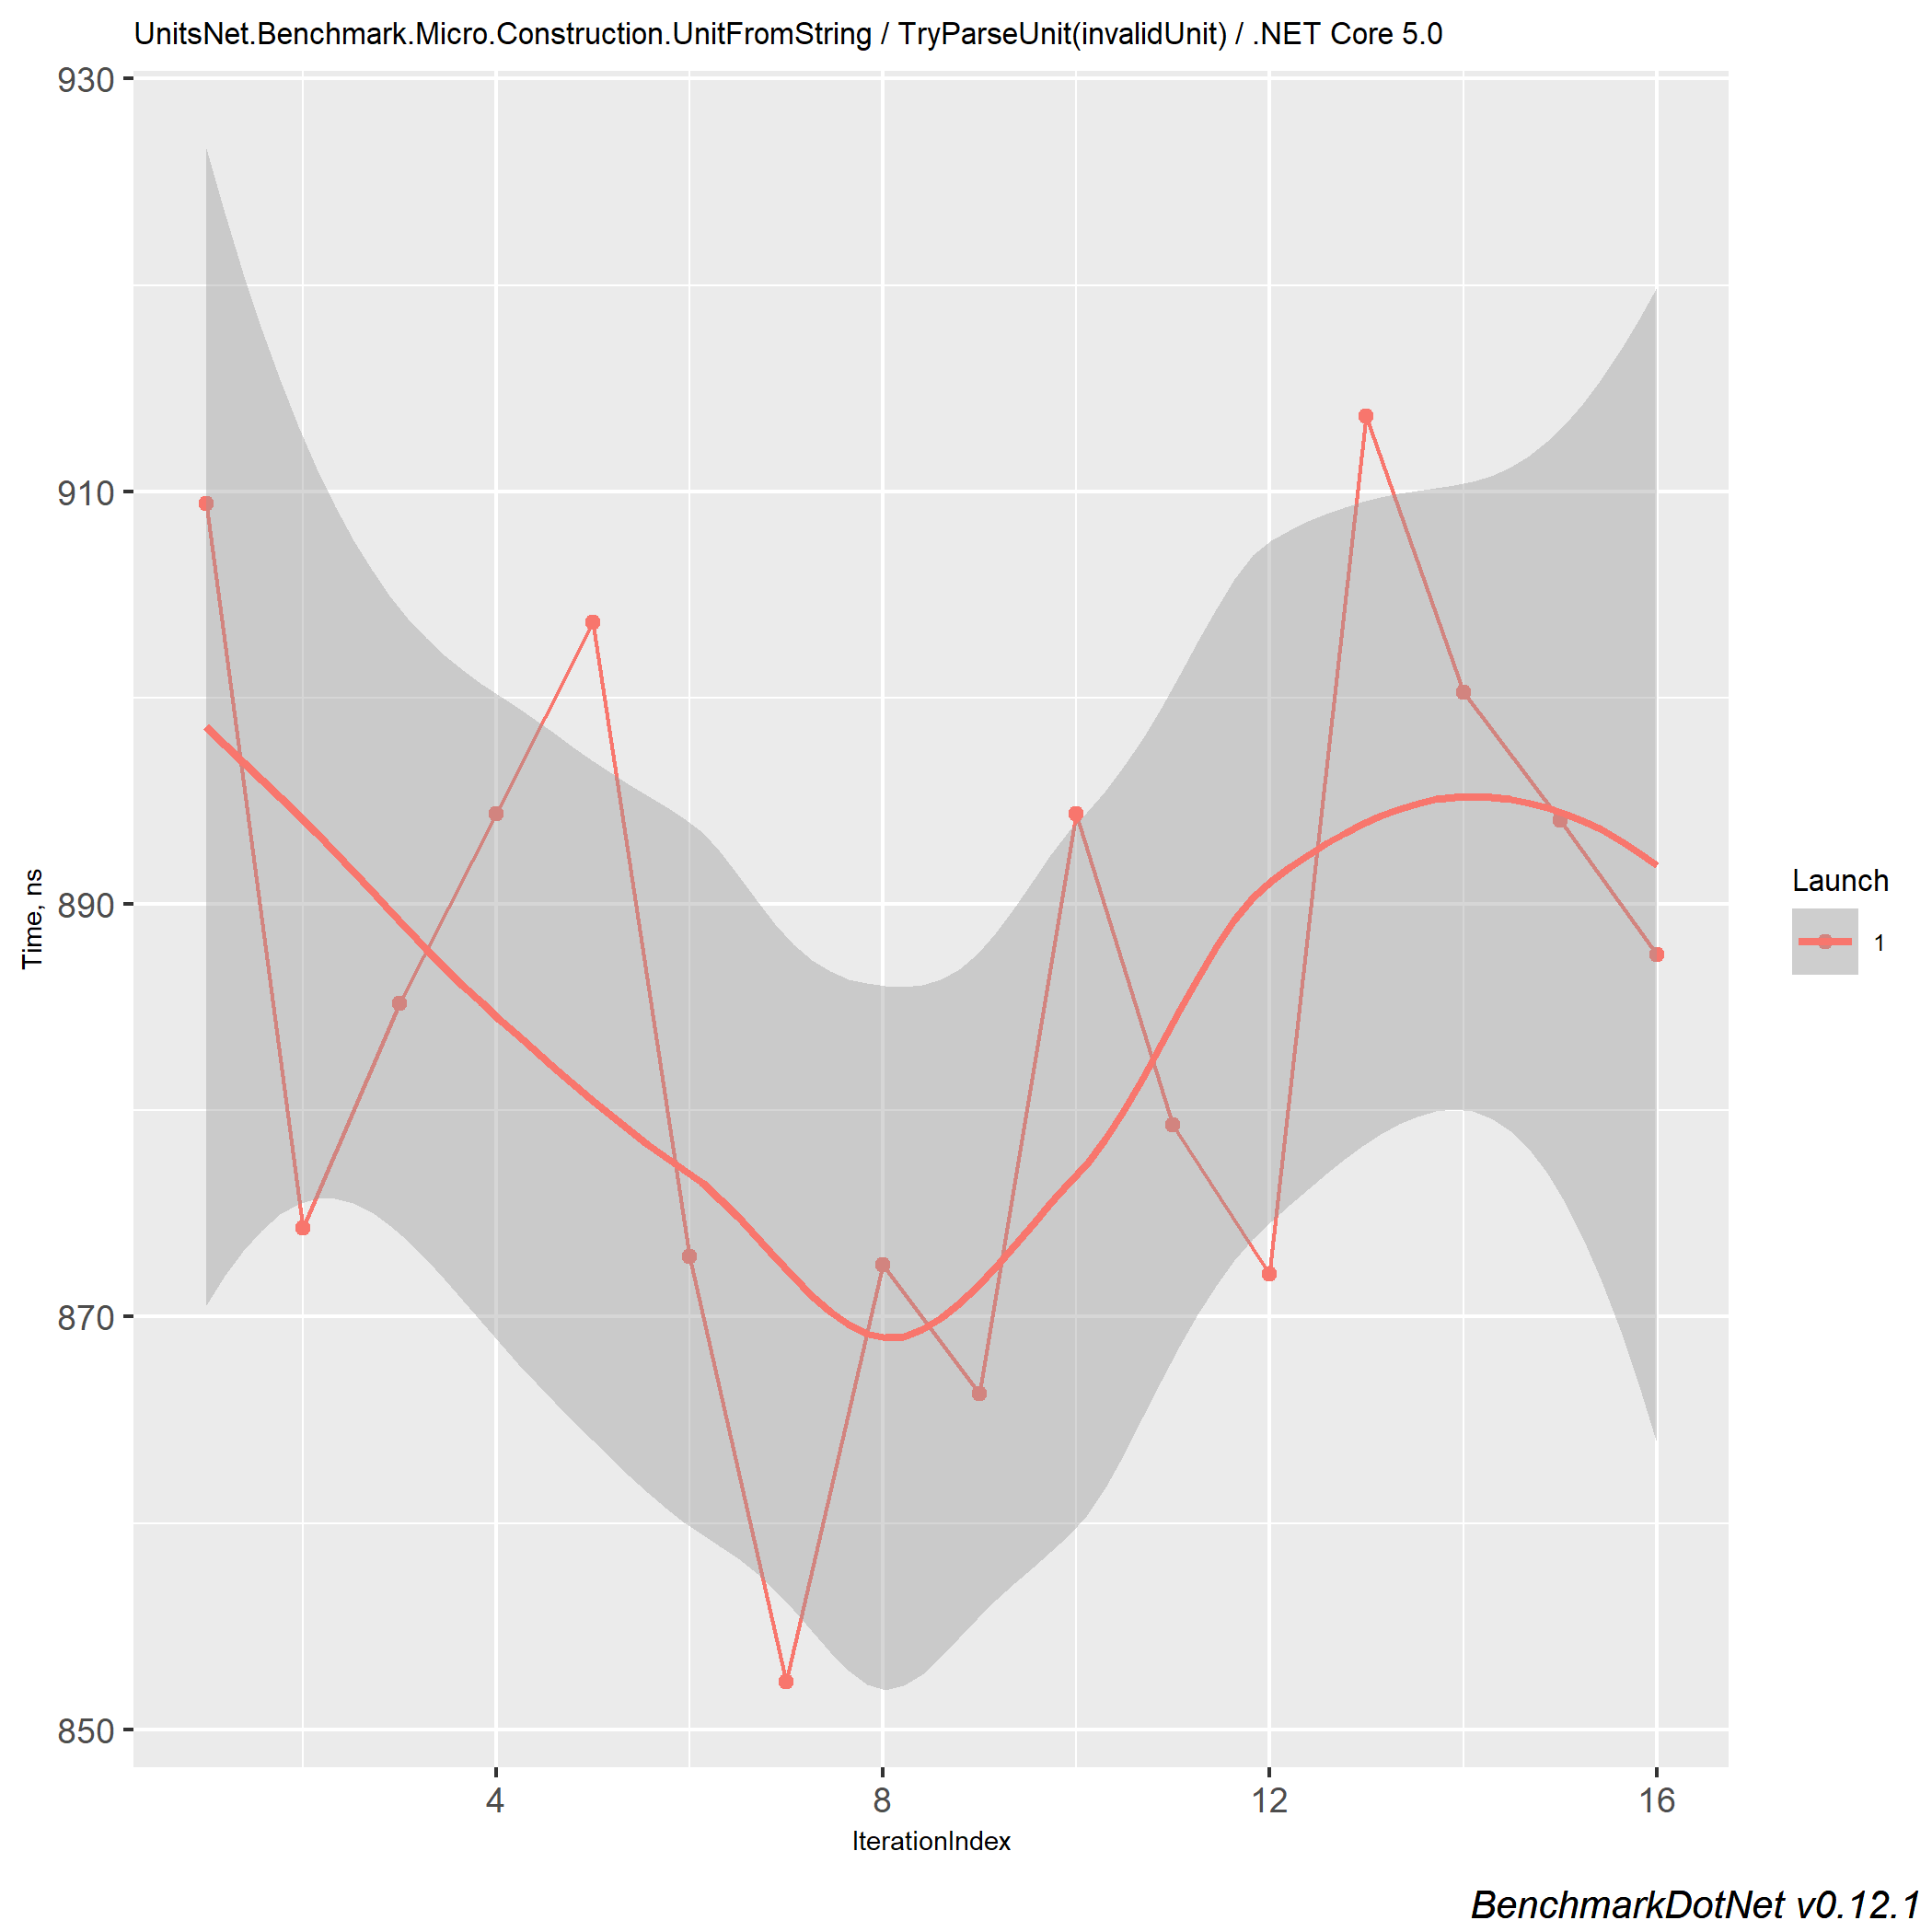 UnitsNet.Benchmark.Micro.Construction.UnitFromString / TryParseUnit(invalidUnit) / .NET Core 5.0
930
910
890
870
850
Time, ns
4 8 12 16
IterationIndex
Launch
1
BenchmarkDotNet v0.12.1